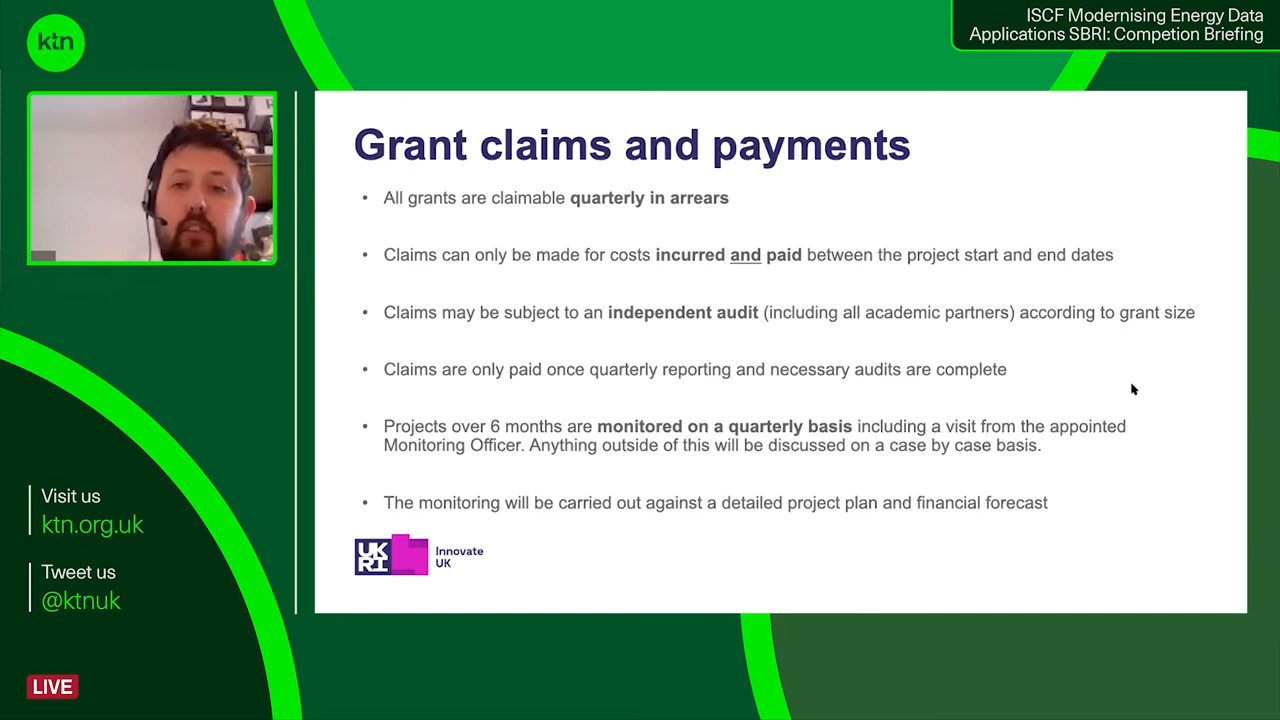 ktn
ISCF Modernising Energy Data
Applications SBRI: Competion Briefing
Grant claims and payments
• All grants are claimable quarterly in arrears
• Claims can only be made for costs incurred and paid between the project start and end dates
• Claims may be subject to an independent audit (including all academic partners) according to grant size
• Claims are only paid once quarterly reporting and necessary audits are complete
• Projects over 6 months are monitored on a quarterly basis including a visit from the appointed
Monitoring Officer. Anything outside of this will be discussed on a case by case basis.
• The monitoring will be carried out against a detailed project plan and financial forecast
UK
RI
Innovate
UK
Visit us
ktn.org.uk
Tweet us
@ktnuk
LIVE